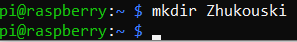 pi@raspberry:~ $ mkdir Zhukouski
pi@raspberry:~ $